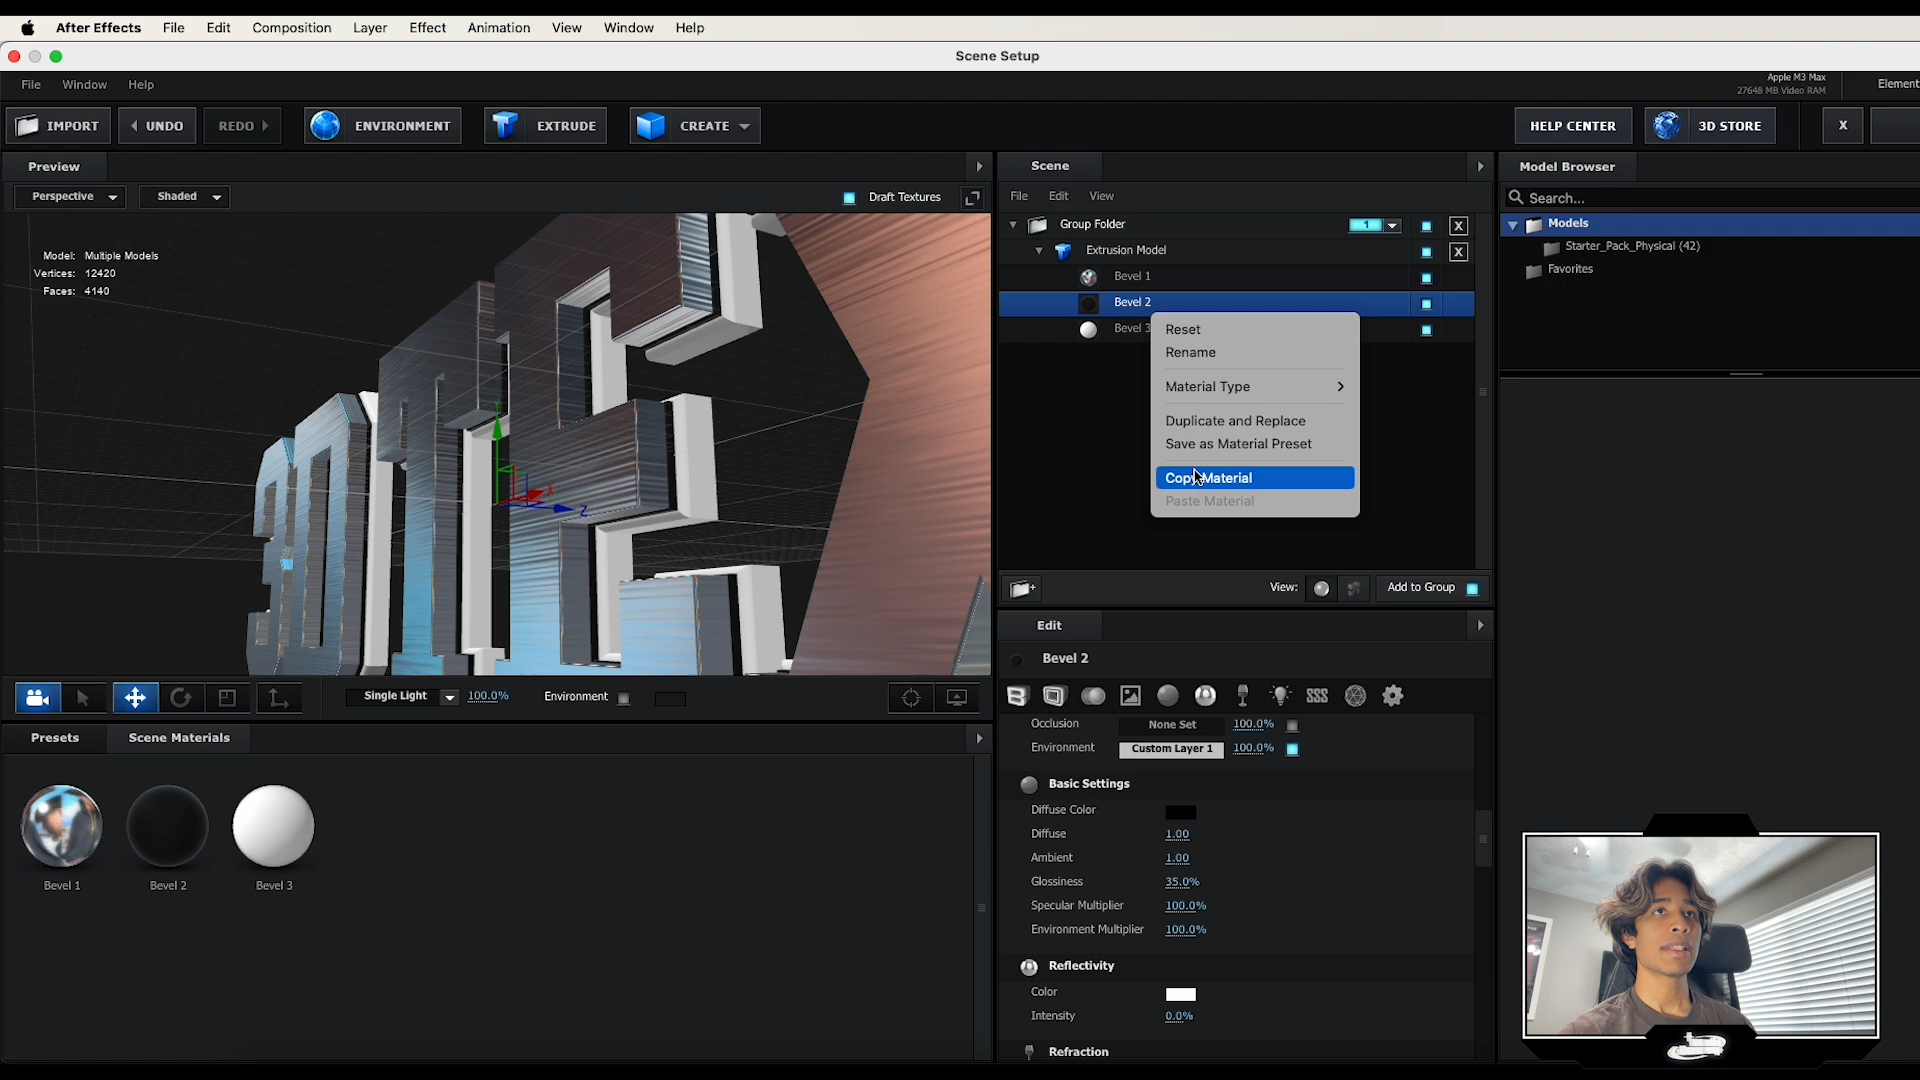 After Effects File Edit Composition Layer Effect Animation View Window Help
Scene Setup
File Window Help
Apple M3 Max
27648 MB Video RAM
Element
IMPORT UNDO REDO ENVIRONMENT EXTRUDE CREATE HELP CENTER 3D STORE X
Preview
Perspective Shaded Draft Textures
Model: Multiple Models
Vertices: 12420
Faces: 4140
Y
X
Z
Single Light 100.0% Environment
Presets Scene Materials
Bevel 1 Bevel 2 Bevel 3
Scene
File Edit View
Group Folder 1 X
Extrusion Model X
Bevel 1
Bevel 2
Bevel 3
Reset
Rename
Material Type
Duplicate and Replace
Save as Material Preset
Copy Material
Paste Material
View: Add to Group
Edit
Bevel 2
Occlusion None Set 100.0%
Environment Custom Layer 1 100.0%
Basic Settings
Diffuse Color
Diffuse 1.00
Ambient 1.00
Glossiness 35.0%
Specular Multiplier 100.0%
Environment Multiplier 100.0%
Reflectivity
Color
Intensity 0.0%
Refraction
Model Browser
Search...
Models
Starter_Pack_Physical (42)
Favorites